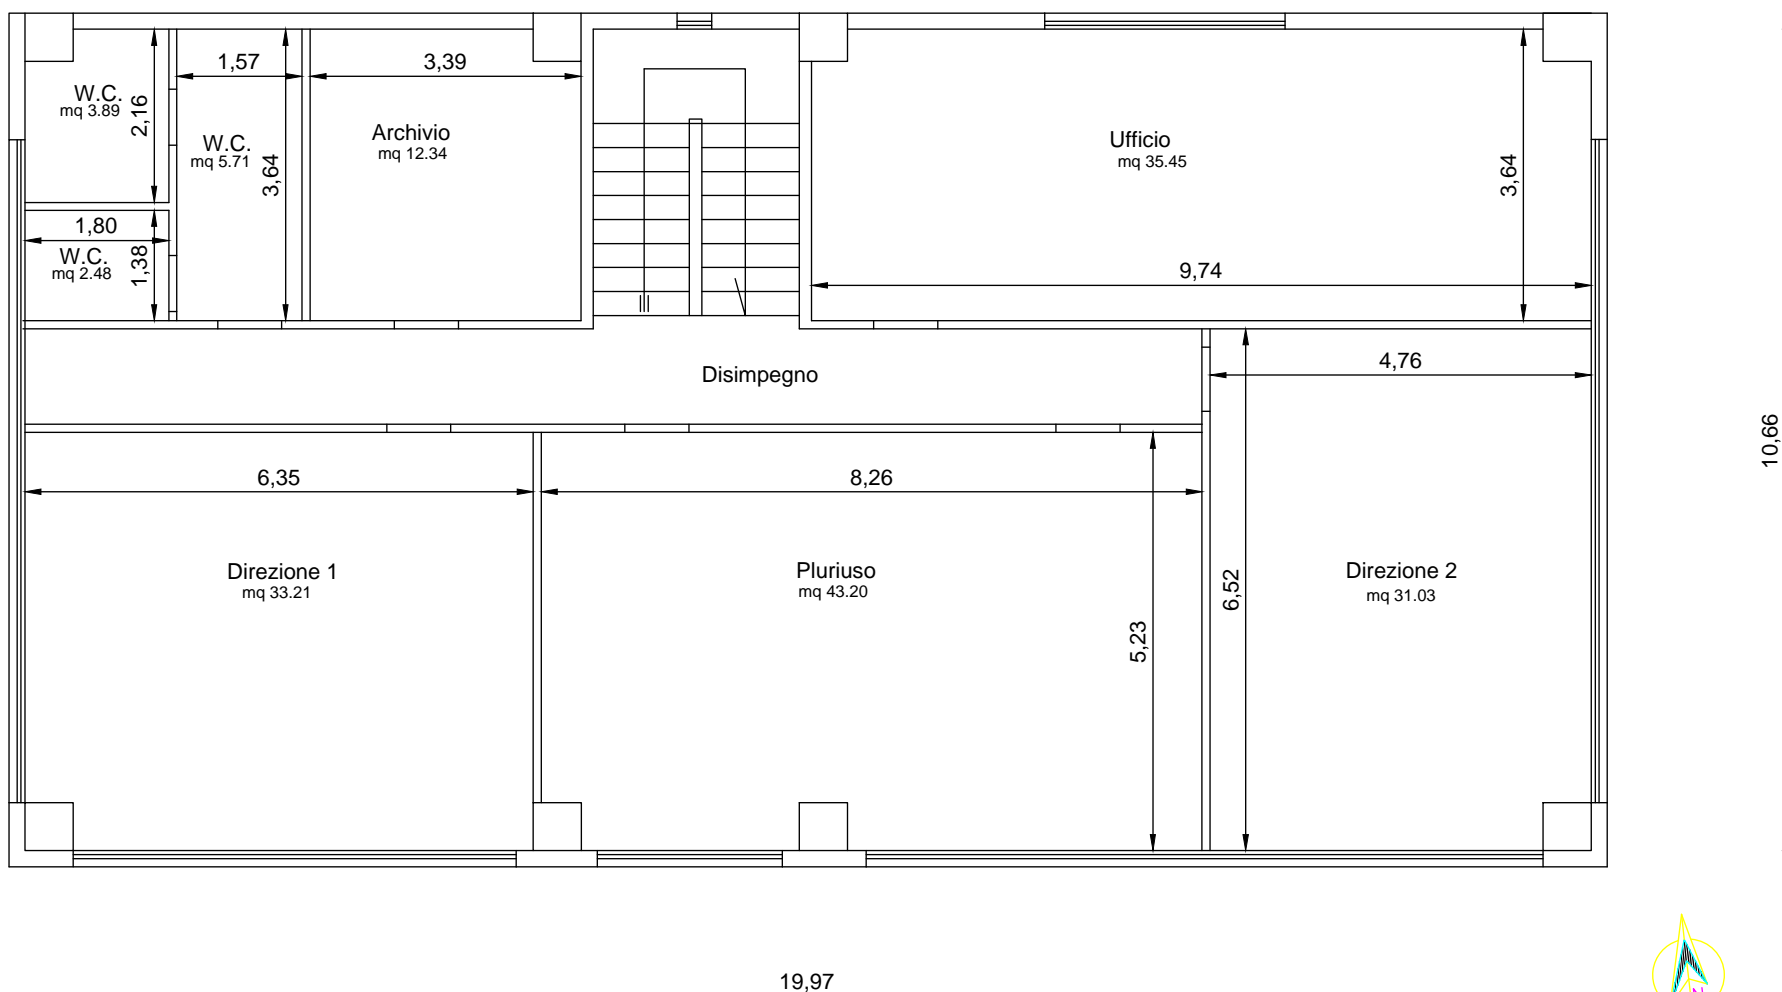 1,57
3,39
W.C.
mq 3.89
2,16
W.C.
mq 5.71
3,64
Archivio
mq 12.34
Ufficio
mq 35.45
3,64
1,80
W.C.
mq 2.48
1,38
9,74
Disimpegno
4,76
10,66
6,35
8,26
Direzione 1
mq 33.21
Pluriuso
mq 43.20
5,23
6,52
Direzione 2
mq 31.03
19,97
N